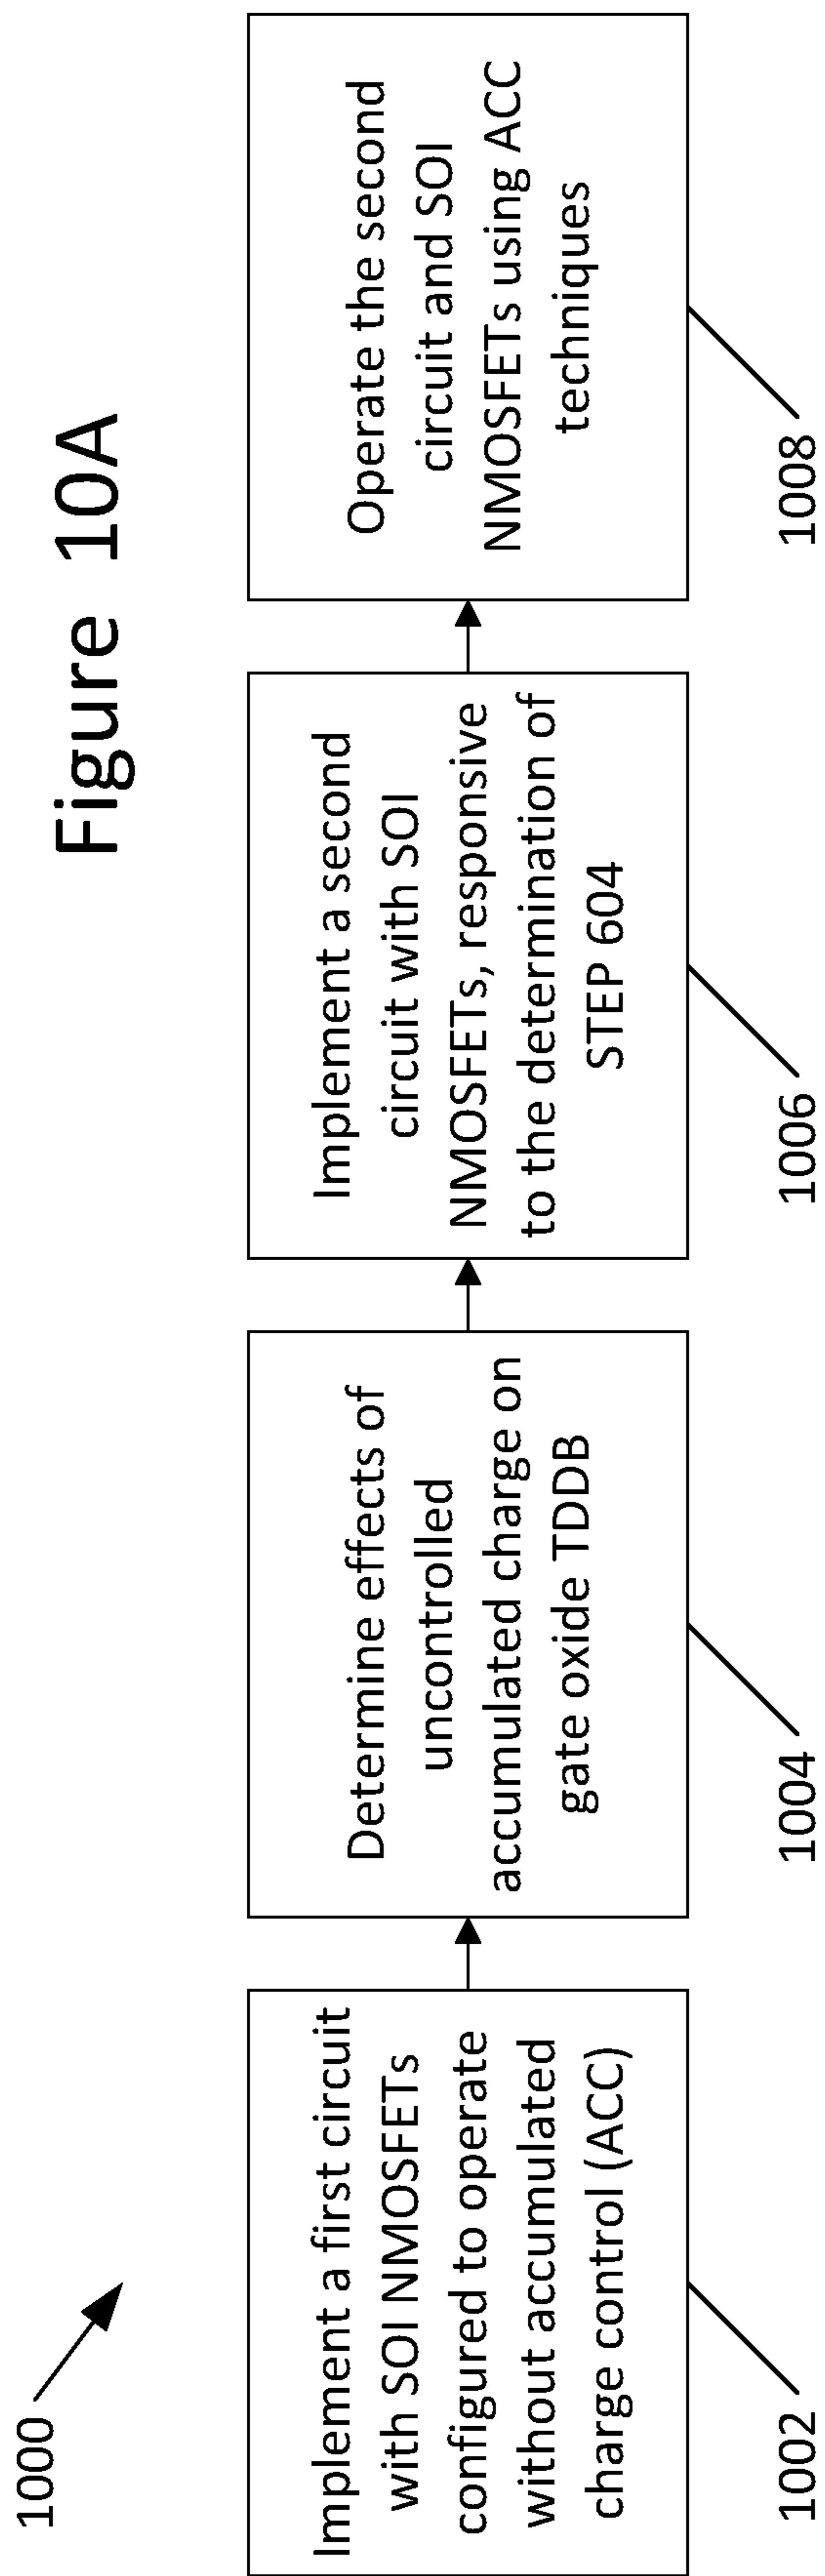 Figure 10A
1000
Implement a first circuit
with SOI NMOSFETs
configured to operate
without accumulated
charge control (ACC)
1002
Determine effects of
uncontrolled
accumulated charge on
gate oxide TDDB
1004
Implement a second
circuit with SOI
NMOSFETs, responsive
to the determination of
STEP 604
1006
Operate the second
circuit and SOI
NMOSFETs using ACC
techniques
1008